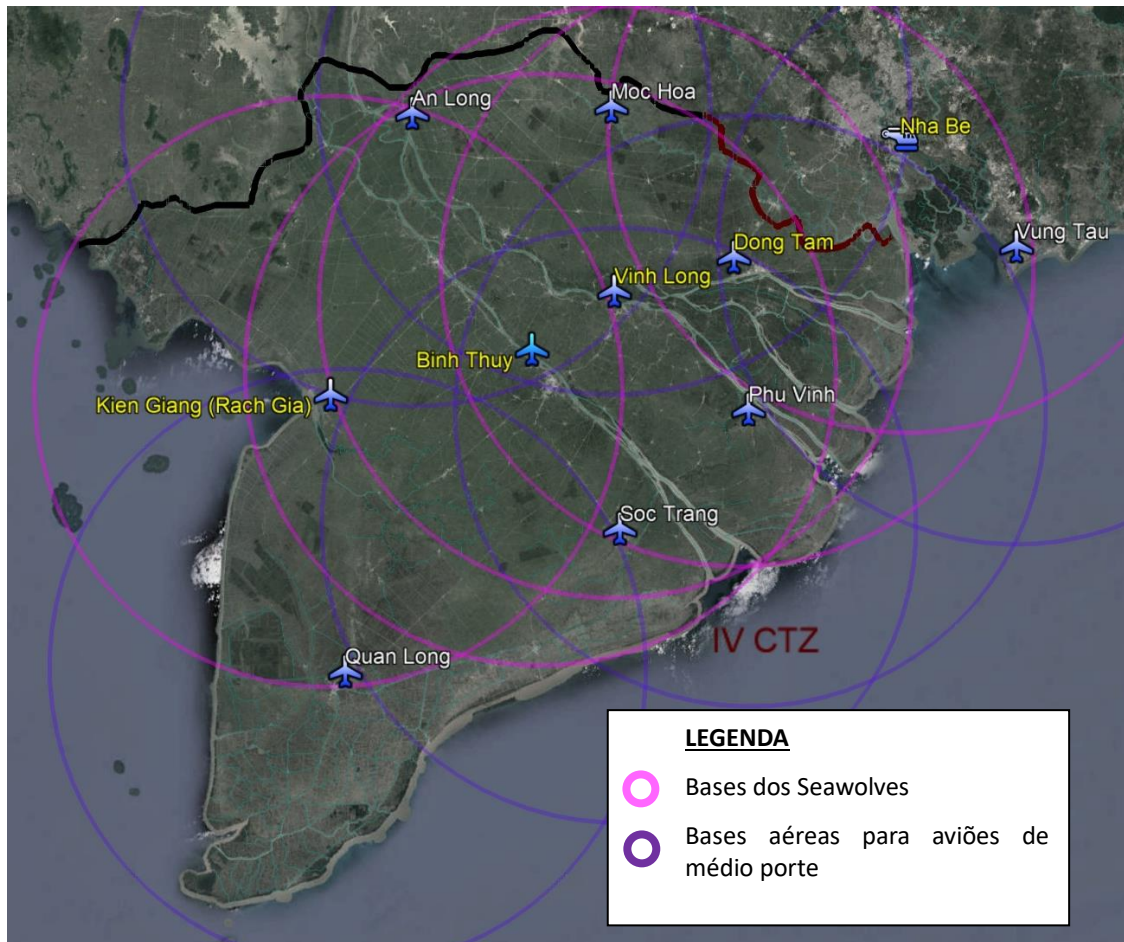 An Long
Moc Hoa
Nha Be
Vung Tau
Dong Tam
Vinh Long
Binh Thuy
Kien Giang (Rach Gia)
Phu Vinh
Soc Trang
Quan Long
IV CTZ
LEGENDA
Bases dos Seawolves
Bases aéreas para aviões de
médio porte